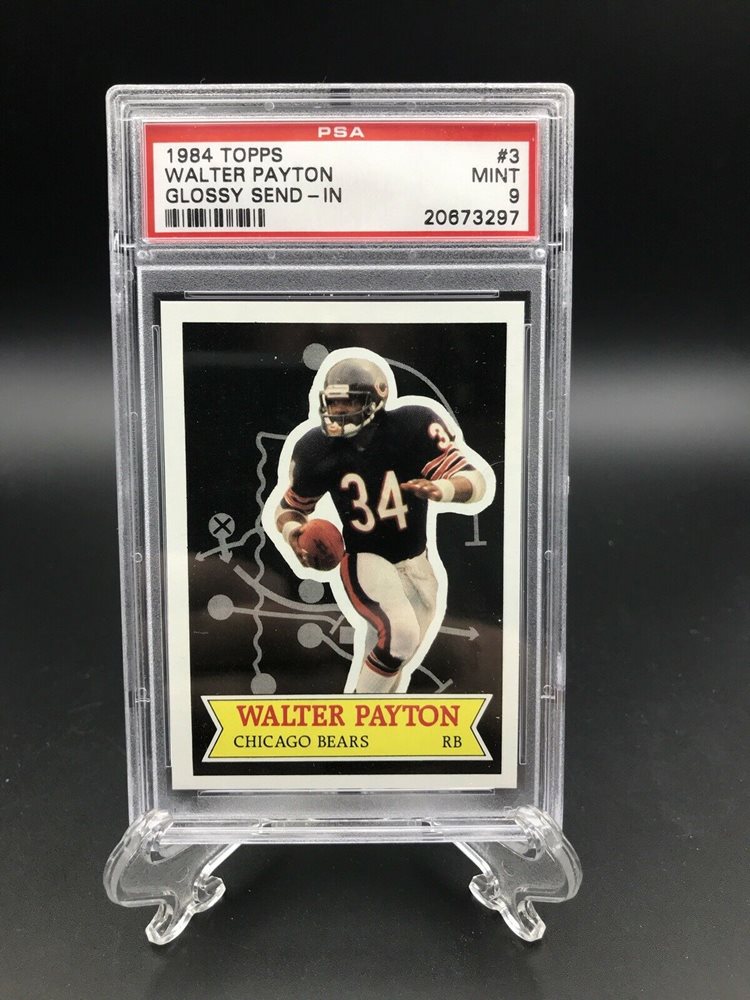 PSA
1984 TOPPS #3
WALTER PAYTON MINT
GLOSSY SEND-IN 9
20673297
34
34
WALTER PAYTON
CHICAGO BEARS RB